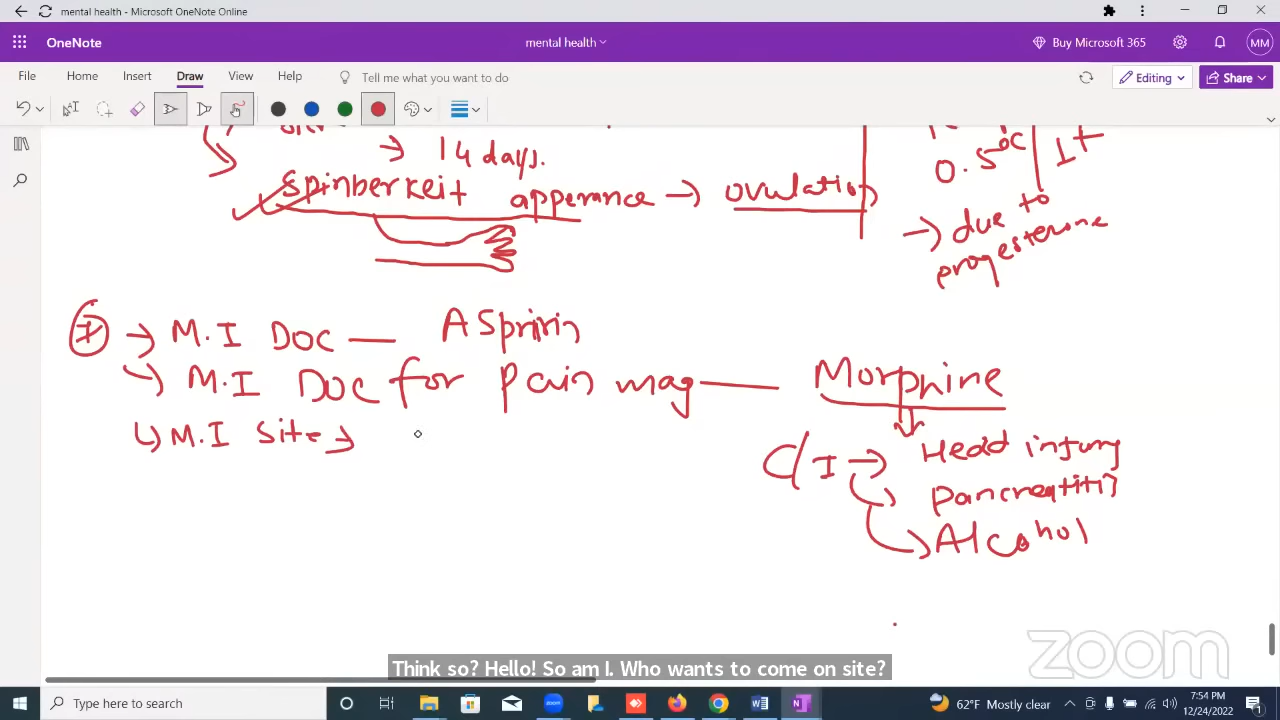 mental health - Microsoft OneNote
OneNote
mental health
Buy Microsoft 365
MM
File Home Insert Draw View Help Tell me what you want to do
Editing
Share
→ 14 days.
Spinberkeit apperance → ovulation
0.5°C | I+
→ due to
progesterone
→ M.I DOC — Aspririn
M.I DOC for pain mag — Morphine
M.I Site →
C/I → Head injury
pancreatitis
Alcohol
zoom
Think so? Hello! So am I. Who wants to come on site?
Type here to search
62°F Mostly clear
7:54 PM
12/24/2022
1